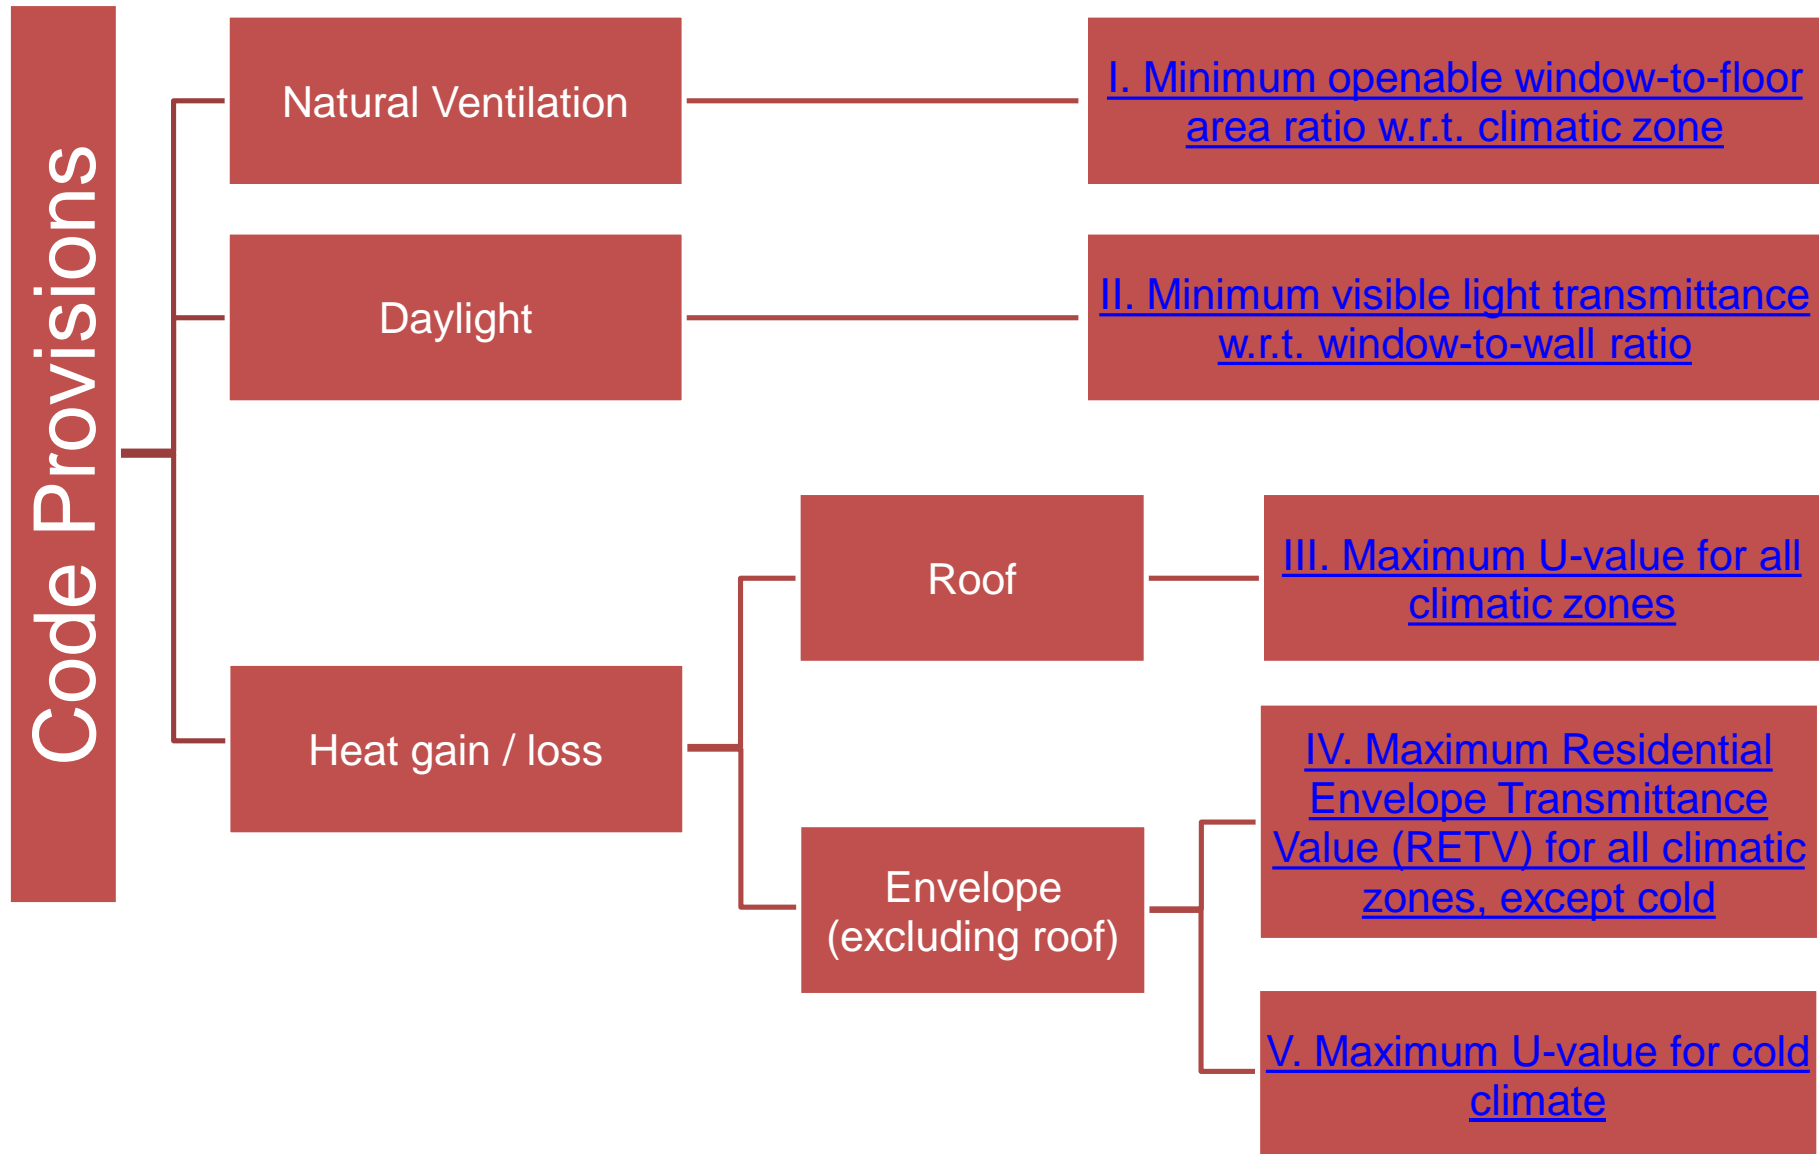 Code Provisions
Natural Ventilation
I. Minimum openable window-to-floor
area ratio w.r.t. climatic zone
Daylight
II. Minimum visible light transmittance
w.r.t. window-to-wall ratio
Heat gain / loss
Roof
III. Maximum U-value for all
climatic zones
Envelope
(excluding roof)
IV. Maximum Residential
Envelope Transmittance
Value (RETV) for all climatic
zones, except cold
V. Maximum U-value for cold
climate